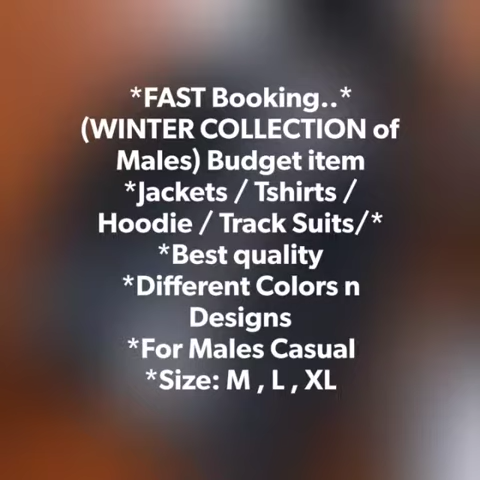 *FAST Booking..*
(WINTER COLLECTION of
Males) Budget item
*Jackets / Tshirts /
Hoodie / Track Suits/*
*Best quality
*Different Colors n
Designs
*For Males Casual
*Size: M , L , XL